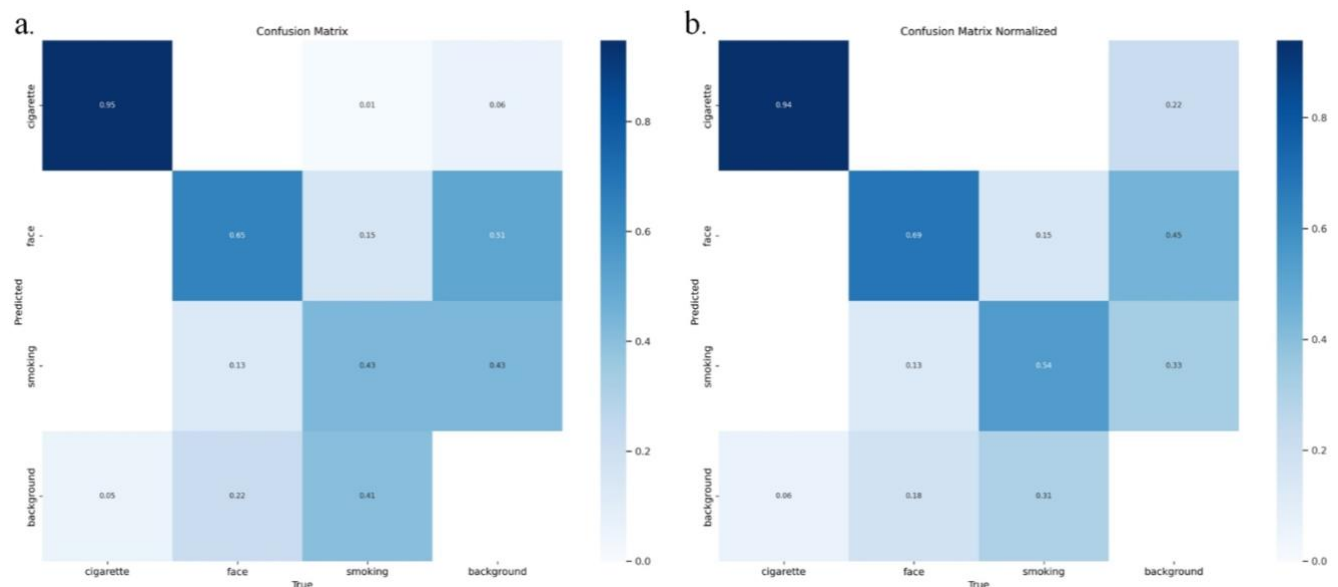 a.
Confusion Matrix
cigarette
face
smoking
background
Predicted
0.95 0.01 0.06
0.65 0.15 0.51
0.13 0.43 0.43
0.05 0.22 0.41
cigarette face smoking background
True
0.8
0.6
0.4
0.2
0.0
b.
Confusion Matrix Normalized
cigarette
face
smoking
background
Predicted
0.94 0.22
0.69 0.15 0.45
0.13 0.54 0.33
0.06 0.18 0.31
cigarette face smoking background
True
0.8
0.6
0.4
0.2
0.0